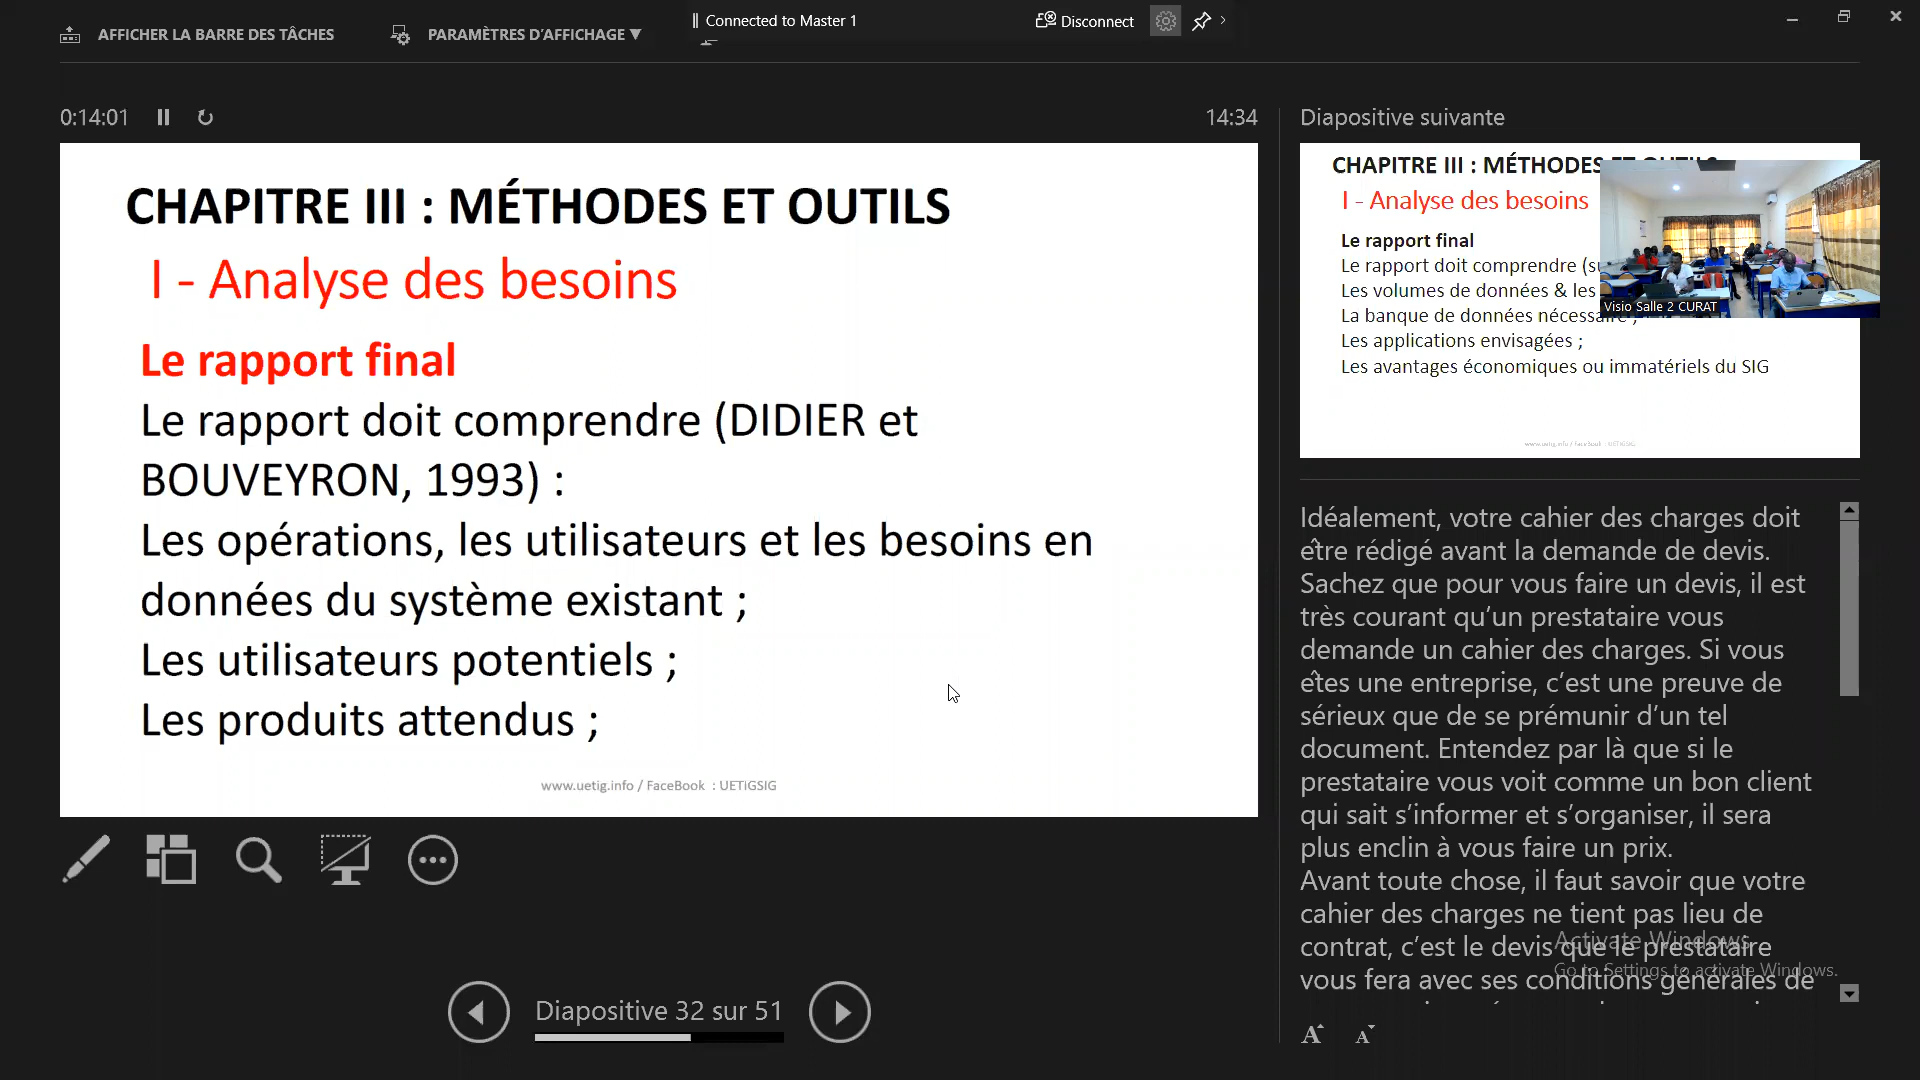 AFFICHER LA BARRE DES TÂCHES
PARAMÈTRES D'AFFICHAGE ▼
Connected to Master 1
Disconnect
0:14:01
14:34
CHAPITRE III : MÉTHODES ET OUTILS
I - Analyse des besoins
Le rapport final
Le rapport doit comprendre (DIDIER et
BOUVEYRON, 1993) :
Les opérations, les utilisateurs et les besoins en
données du système existant ;
Les utilisateurs potentiels ;
Les produits attendus ;
www.uetig.info / FaceBook : UETIGSIG
Diapositive 32 sur 51
Diapositive suivante
CHAPITRE III : MÉTHODES
I - Analyse des besoins
Le rapport final
Le rapport doit comprendre
Les volumes de données & les
La banque de données
Les applications envisagées ;
Les avantages économiques ou immatériels du SIG
Visio Salle 2 CURAT
Idéalement, votre cahier des charges doit
être rédigé avant la demande de devis.
Sachez que pour vous faire un devis, il est
très courant qu'un prestataire vous
demande un cahier des charges. Si vous
êtes une entreprise, c'est une preuve de
sérieux que de se prémunir d'un tel
document. Entendez par là que si le
prestataire vous voit comme un bon client
qui sait s'informer et s'organiser, il sera
plus enclin à vous faire un prix.
Avant toute chose, il faut savoir que votre
cahier des charges ne tient pas lieu de
contrat, c'est le devis que le prestataire
vous fera avec ses conditions générales de
Activate Windows
Go to Settings to activate Windows.